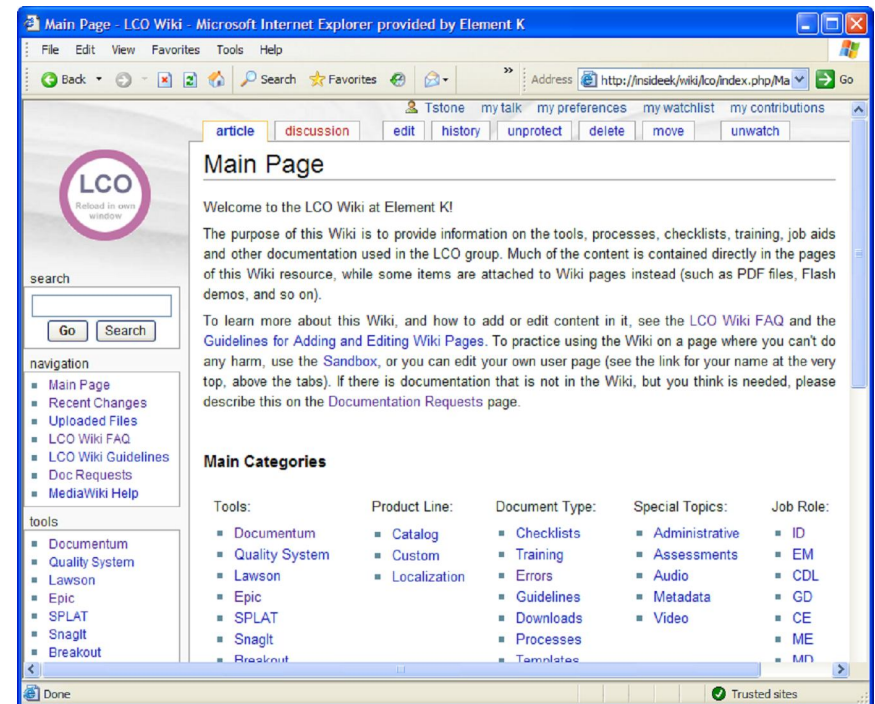 Main Page - LCO Wiki - Microsoft Internet Explorer provided by Element K
File Edit View Favorites Tools Help
Back Search Favorites » Address http://insideek/wiki/lco/index.php/Ma Go
Tstone my talk my preferences my watchlist my contributions
article discussion edit history unprotect delete move unwatch
LCO
Reload in own
window
search
Go Search
navigation
Main Page
Recent Changes
Uploaded Files
LCO Wiki FAQ
LCO Wiki Guidelines
Doc Requests
MediaWiki Help
tools
Documentum
Quality System
Lawson
Epic
SPLAT
SnagIt
Breakout
Main Page
Welcome to the LCO Wiki at Element K!
The purpose of this Wiki is to provide information on the tools, processes, checklists, training, job aids
and other documentation used in the LCO group. Much of the content is contained directly in the pages
of this Wiki resource, while some items are attached to Wiki pages instead (such as PDF files, Flash
demos, and so on).
To learn more about this Wiki, and how to add or edit content in it, see the LCO Wiki FAQ and the
Guidelines for Adding and Editing Wiki Pages. To practice using the Wiki on a page where you can't do
any harm, use the Sandbox, or you can edit your own user page (see the link for your name at the very
top, above the tabs). If there is documentation that is not in the Wiki, but you think is needed, please
describe this on the Documentation Requests page.
Main Categories
Tools:
Documentum
Quality System
Lawson
Epic
SPLAT
SnagIt
Breakout
Product Line:
Catalog
Custom
Localization
Document Type:
Checklists
Training
Errors
Guidelines
Downloads
Processes
Templates
Special Topics:
Administrative
Assessments
Audio
Metadata
Video
Job Role:
ID
EM
CDL
GD
CE
ME
MD
Done
Trusted sites